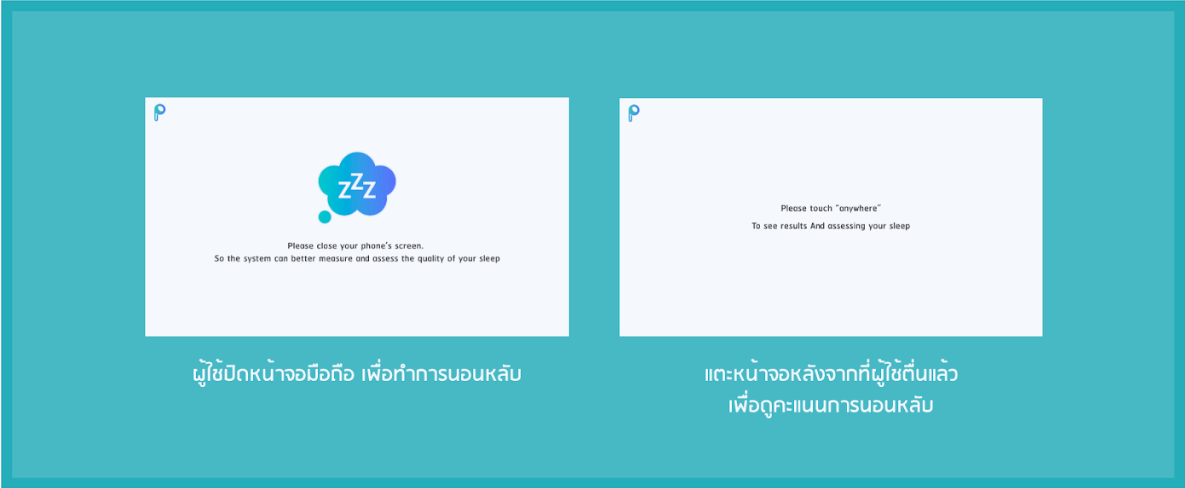 zzz
Please close your phone's screen.
So the system can better measure and assess the quality of your sleep
ผู้ใช้ปิดหน้าจอมือถือ เพื่อทำการนอนหลับ
Please touch "anywhere"
To see results And assessing your sleep
แตะหน้าจอหลังจากที่ผู้ใช้ตื่นแล้ว
เพื่อดูคะแนนการนอนหลับ